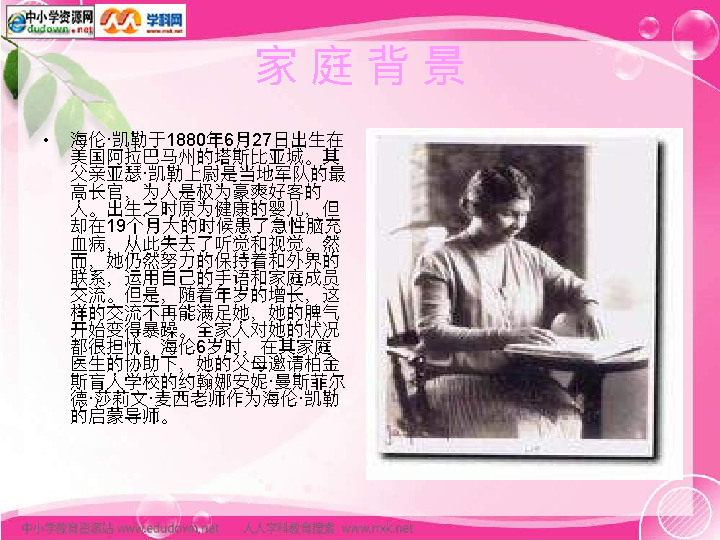 中小学资源网
edudown.net
学科网
www.nxk.net
家庭背景
• 海伦·凯勒于1880年6月27日出生在
美国阿拉巴马州的塔斯比亚城。其
父亲亚瑟·凯勒上尉是当地军队的最
高长官，为人是极为豪爽好客的
人。出生之时原为健康的婴儿，但
却在19个月大的时候患了急性脑充
血病，从此失去了听觉和视觉。然
而，她仍然努力的保持着和外界的
联系，运用自己的手语和家庭成员
交流。但是，随着年岁的增长，这
样的交流不再能满足她，她的脾气
开始变得暴躁。全家人对她的状况
都很担忧。海伦6岁时，在其家庭
医生的协助下，她的父母邀请柏金
斯盲人学校的约翰娜安妮·曼斯菲尔
德·莎莉文·麦西老师作为海伦·凯勒
的启蒙导师。
中小学教育资源站 www.edudown.net 人人学科教育搜索 www.nxk.net